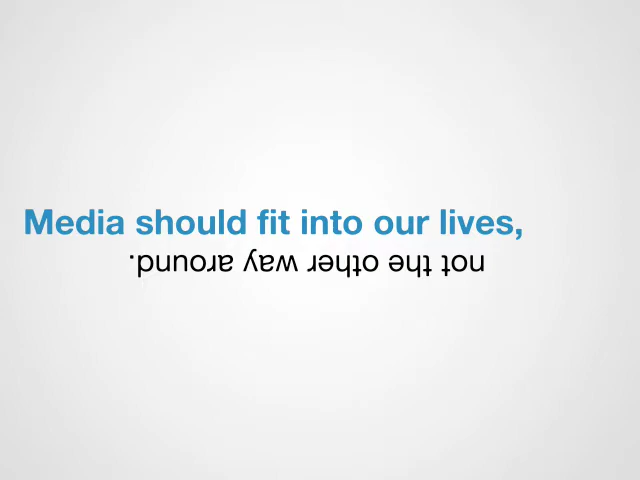 Media should fit into our lives,
not the other way around.